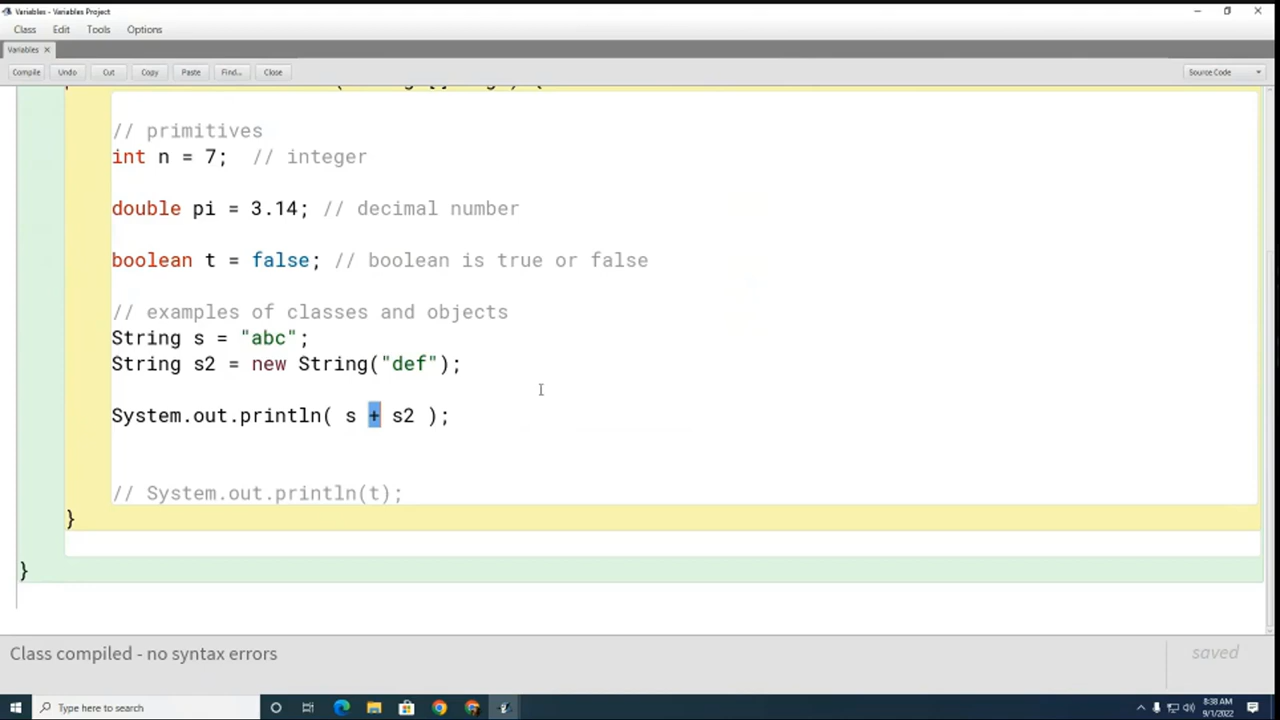 Variables - Variables Project
Class Edit Tools Options
Variables ×
Compile Undo Cut Copy Paste Find... Close Source Code
// primitives
int n = 7;  // integer
double pi = 3.14; // decimal number
boolean t = false; // boolean is true or false
// examples of classes and objects
String s = "abc";
String s2 = new String("def");
System.out.println( s + s2 );
// System.out.println(t);
}
}
Class compiled - no syntax errors
saved
Type here to search
8:38 AM
9/1/2022